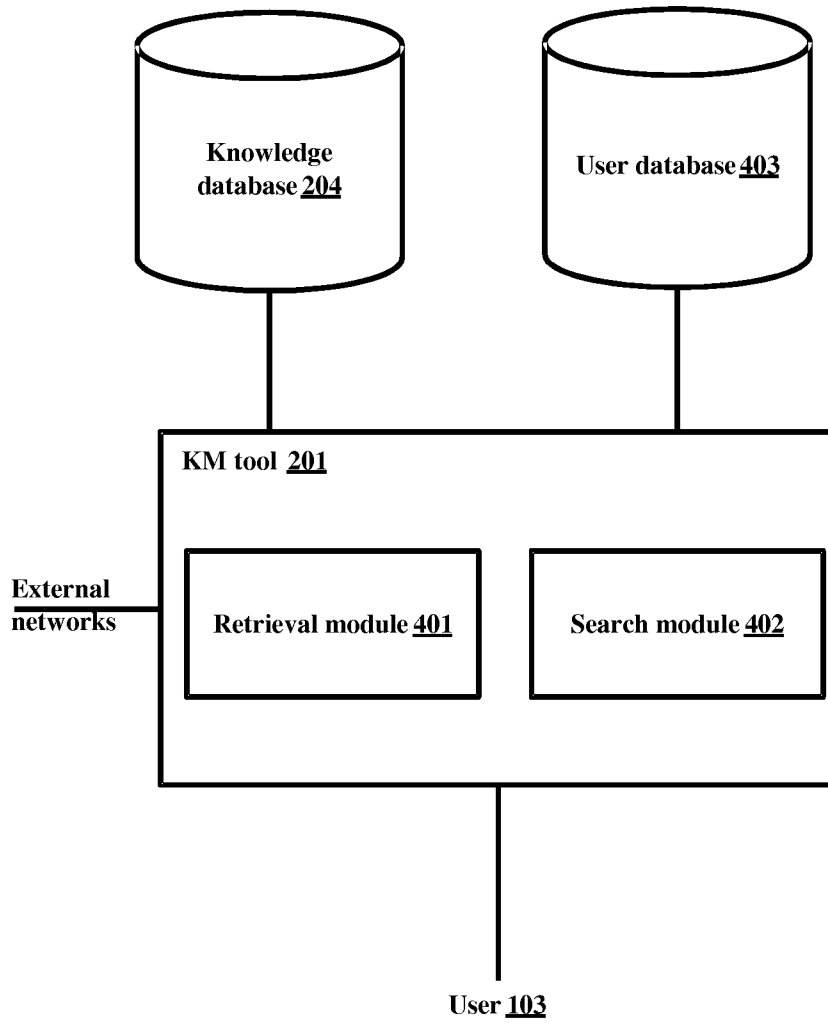 Knowledge
database 204
User database 403
KM tool 201
External
networks
Retrieval module 401
Search module 402
User 103